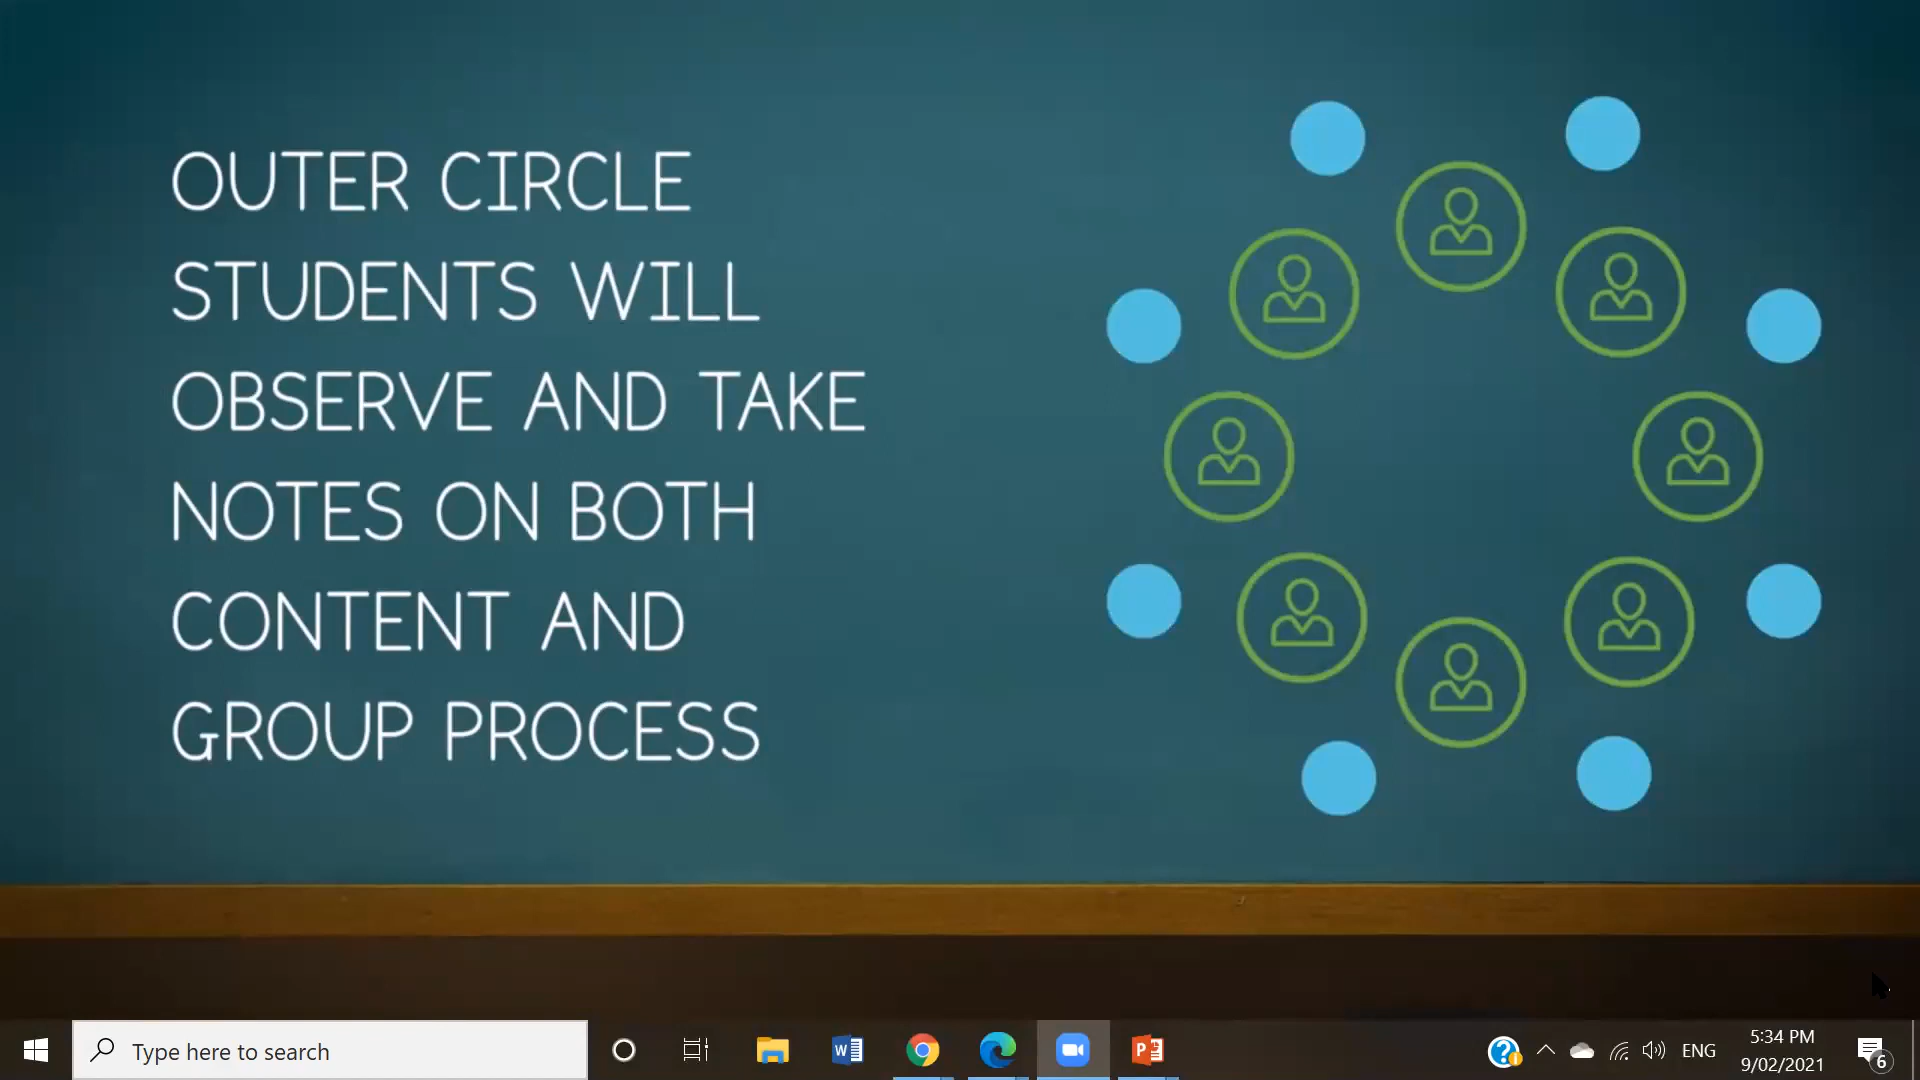 OUTER CIRCLE
STUDENTS WILL
OBSERVE AND TAKE
NOTES ON BOTH
CONTENT AND
GROUP PROCESS
Type here to search
ENG
5:34 PM
9/02/2021
6